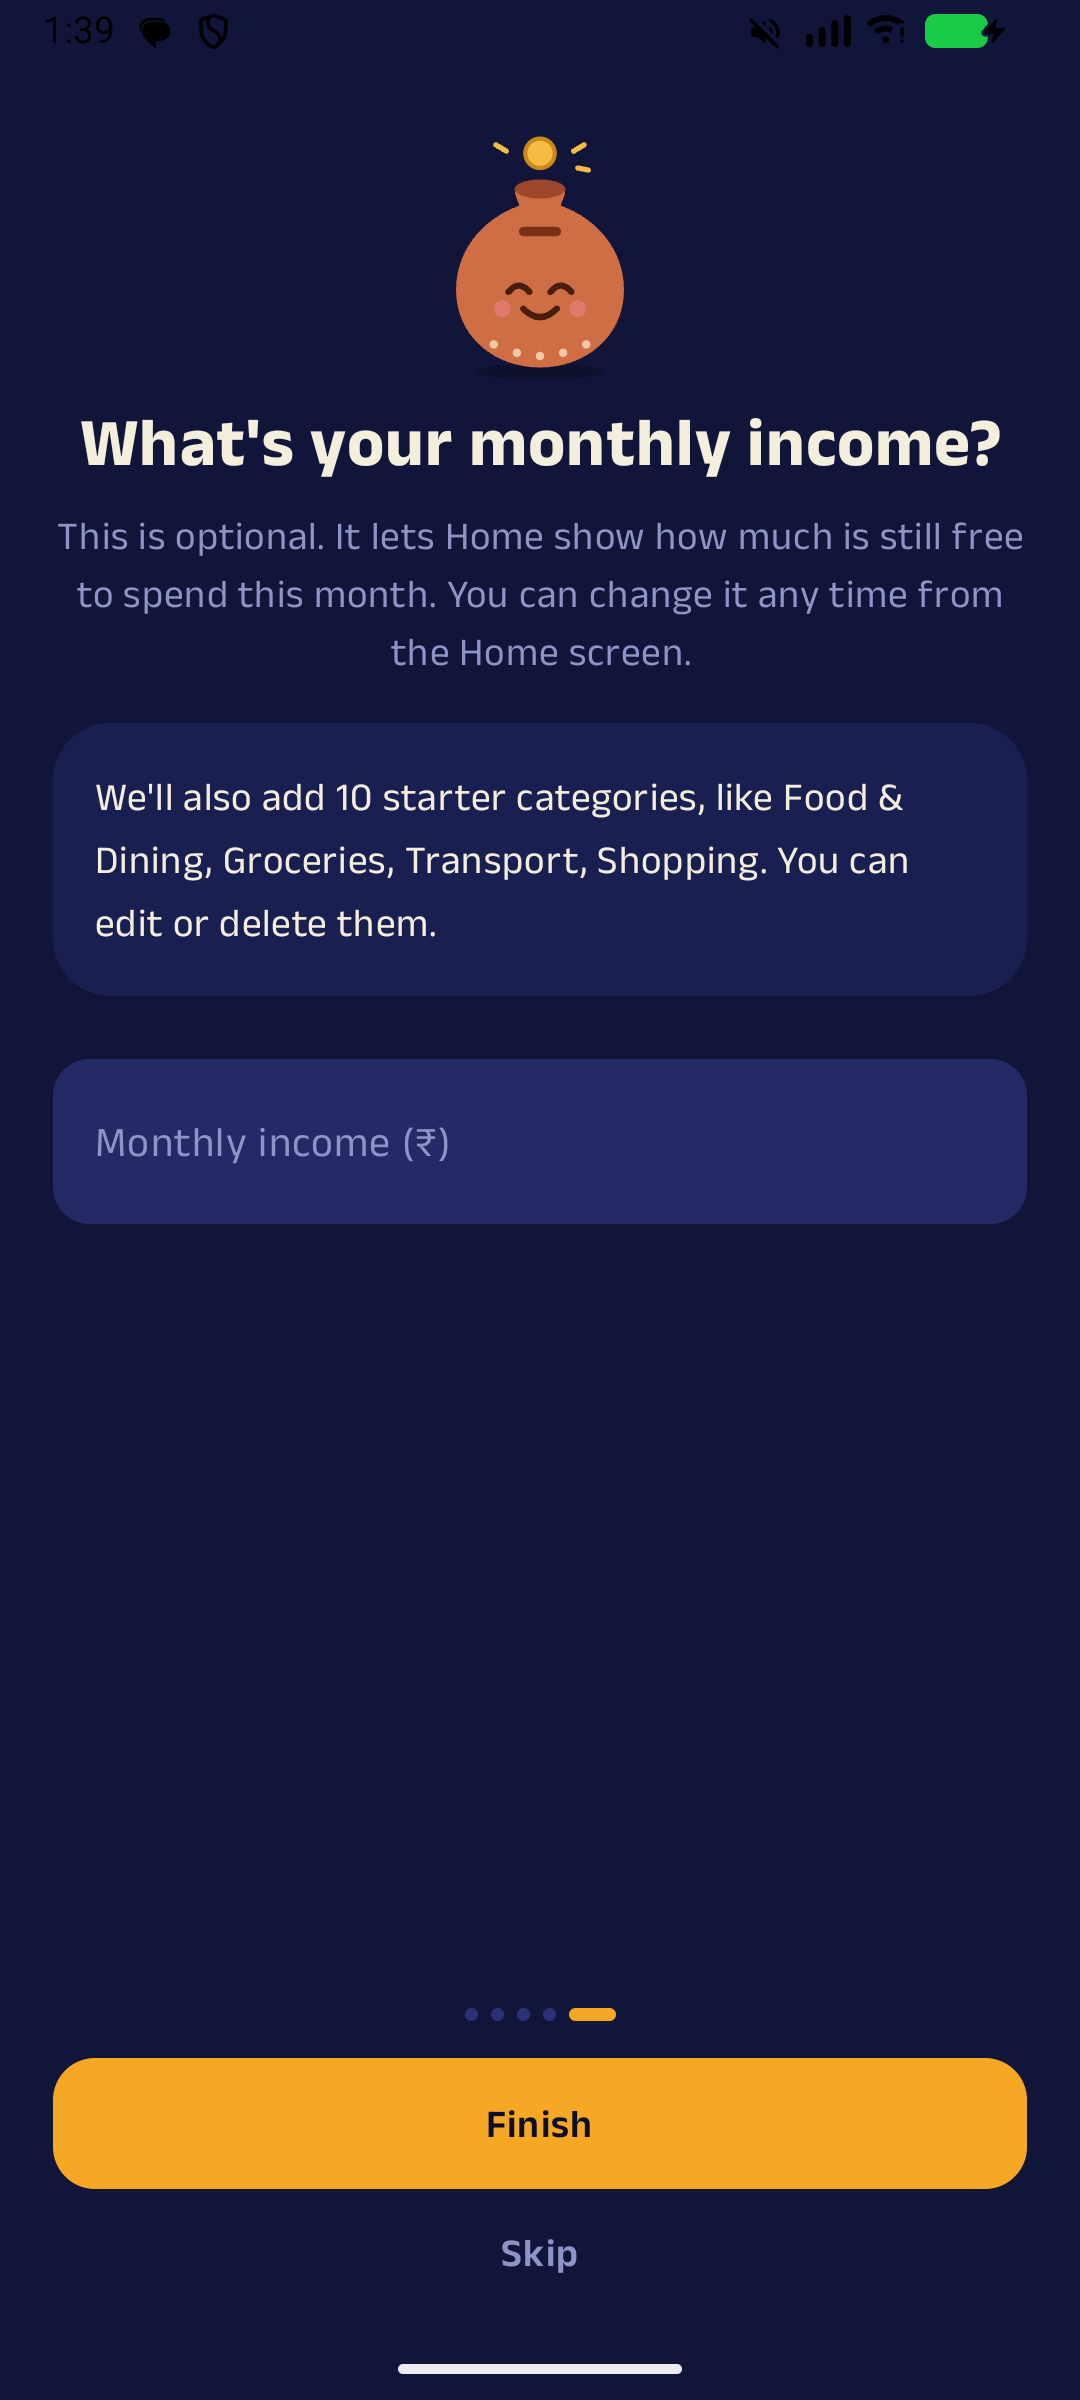 1:39
What's your monthly income?
This is optional. It lets Home show how much is still free
to spend this month. You can change it any time from
the Home screen.
We'll also add 10 starter categories, like Food &
Dining, Groceries, Transport, Shopping. You can
edit or delete them.
Monthly income (₹)
Finish
Skip